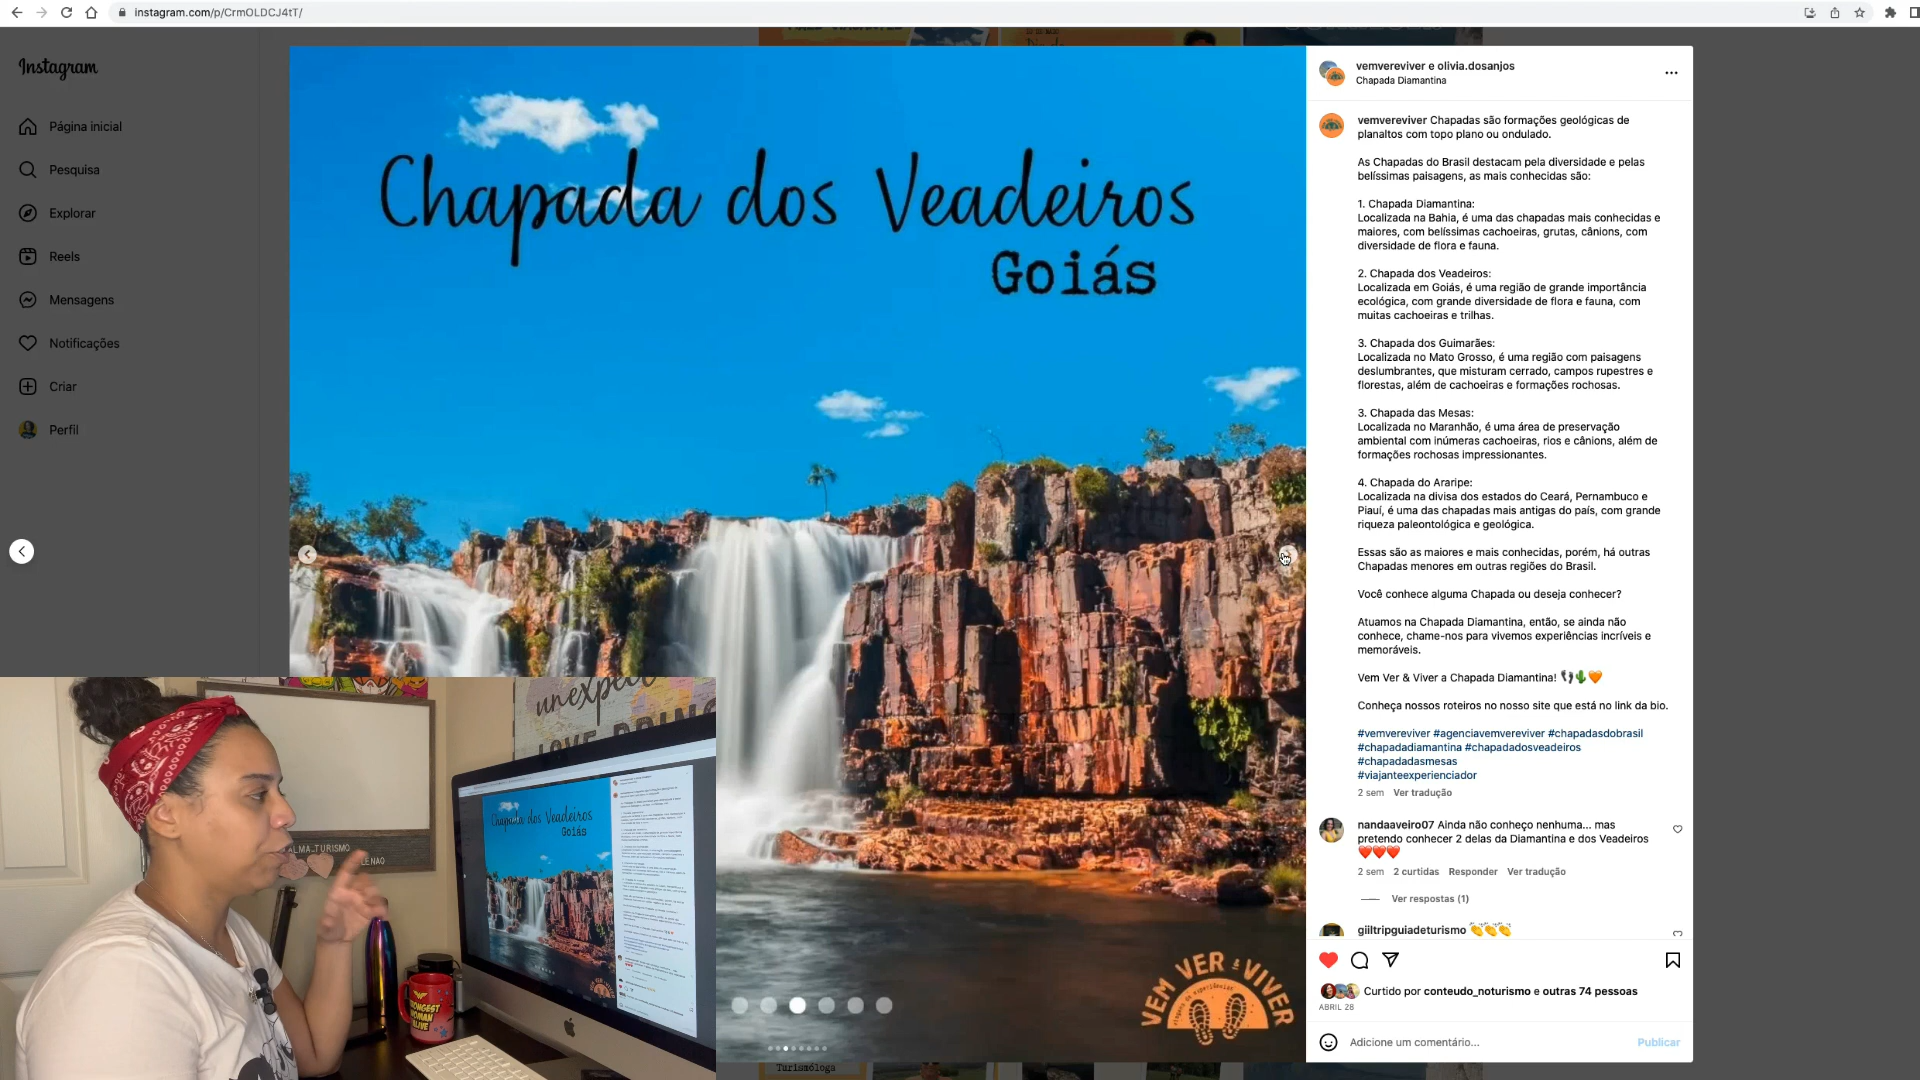 instagram.com/p/CrmOLDCJ4tT/
Instagram
Página inicial
Pesquisa
Explorar
Reels
Mensagens
Notificações
Criar
Perfil
Chapada dos Veadeiros
Goiás
VEM VER & VIVER
Turismóloga
unexpec
LOVE BRING
ALMA_TURISMO
LENAO
STRONGEST
WOMAN
ALIVE
Chapada dos Veadeiros
Goiás
vemvereviver e olivia.dosanjos
Chapada Diamantina
vemvereviver Chapadas são formações geológicas de
planaltos com topo plano ou ondulado.
As Chapadas do Brasil destacam pela diversidade e pelas
belíssimas paisagens, as mais conhecidas são:
1. Chapada Diamantina:
Localizada na Bahia, é uma das chapadas mais conhecidas e
maiores, com belíssimas cachoeiras, grutas, cânions, com
diversidade de flora e fauna.
2. Chapada dos Veadeiros:
Localizada em Goiás, é uma região de grande importância
ecológica, com grande diversidade de flora e fauna, com
muitas cachoeiras e trilhas.
3. Chapada dos Guimarães:
Localizada no Mato Grosso, é uma região com paisagens
deslumbrantes, que misturam cerrado, campos rupestres e
florestas, além de cachoeiras e formações rochosas.
3. Chapada das Mesas:
Localizada no Maranhão, é uma área de preservação
ambiental com inúmeras cachoeiras, rios e cânions, além de
formações rochosas impressionantes.
4. Chapada do Araripe:
Localizada na divisa dos estados do Ceará, Pernambuco e
Piauí, é uma das chapadas mais antigas do país, com grande
riqueza paleontológica e geológica.
Essas são as maiores e mais conhecidas, porém, há outras
Chapadas menores em outras regiões do Brasil.
Você conhece alguma Chapada ou deseja conhecer?
Atuamos na Chapada Diamantina, então, se ainda não
conhece, chame-nos para vivemos experiências incríveis e
memoráveis.
Vem Ver & Viver a Chapada Diamantina! 👣🌵🧡
Conheça nossos roteiros no nosso site que está no link da bio.
#vemvereviver #agenciavemvereviver #chapadasdobrasil
#chapadadiamantina #chapadadosveadeiros
#chapadadasmesas
#viajanteexperienciador
2 sem Ver tradução
nandaaveiro07 Ainda não conheço nenhuma... mas
pretendo conhecer 2 delas da Diamantina e dos Veadeiros
❤️❤️❤️
2 sem 2 curtidas Responder Ver tradução
Ver respostas (1)
giiltripguiadeturismo 👏👏👏
Curtido por conteudo_noturismo e outras 74 pessoas
ABRIL 28
Adicione um comentário...
Publicar